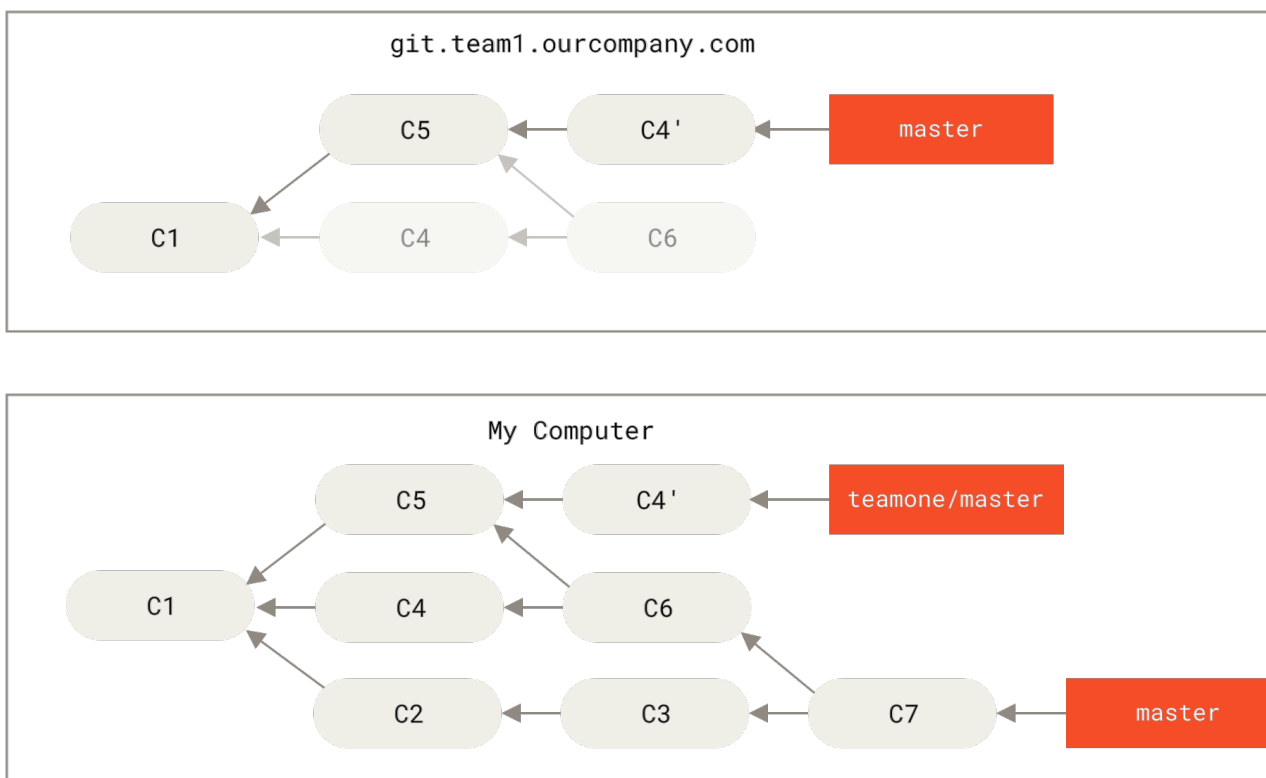 git.team1.ourcompany.com
C5 C4' master
C1 C4 C6
My Computer
C5 C4' teamone/master
C1 C4 C6
C2 C3 C7 master